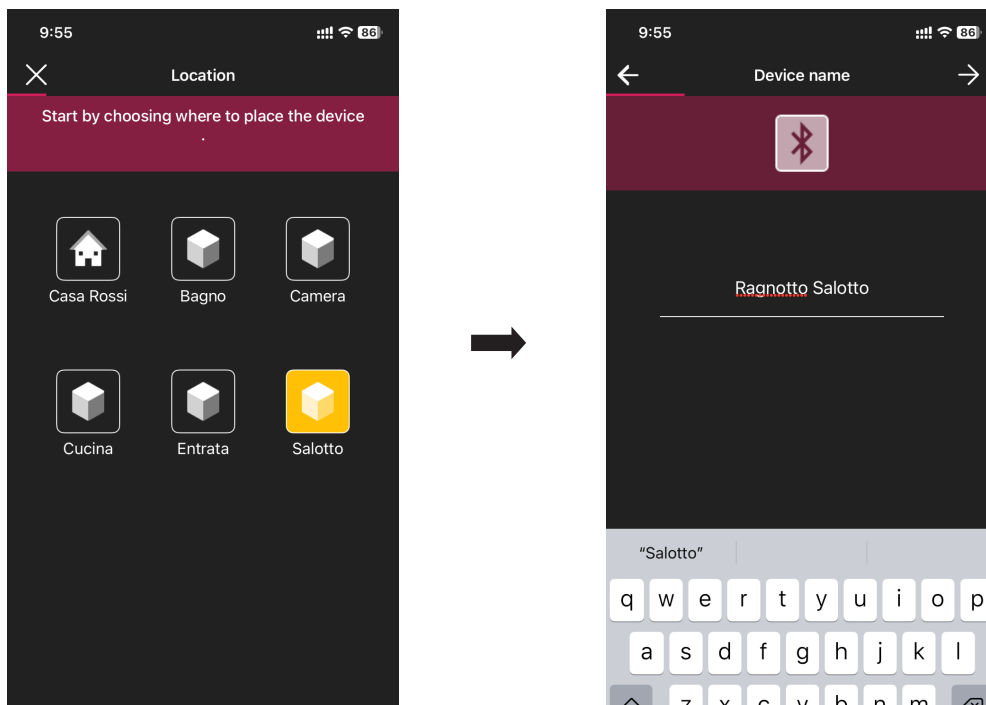 9:55
86
Location
Start by choosing where to place the device
.
Casa Rossi
Bagno
Camera
Cucina
Entrata
Salotto
9:55
86
Device name
Ragnotto Salotto
“Salotto”
q w e r t y u i o p
a s d f g h j k l
z x c v b n m